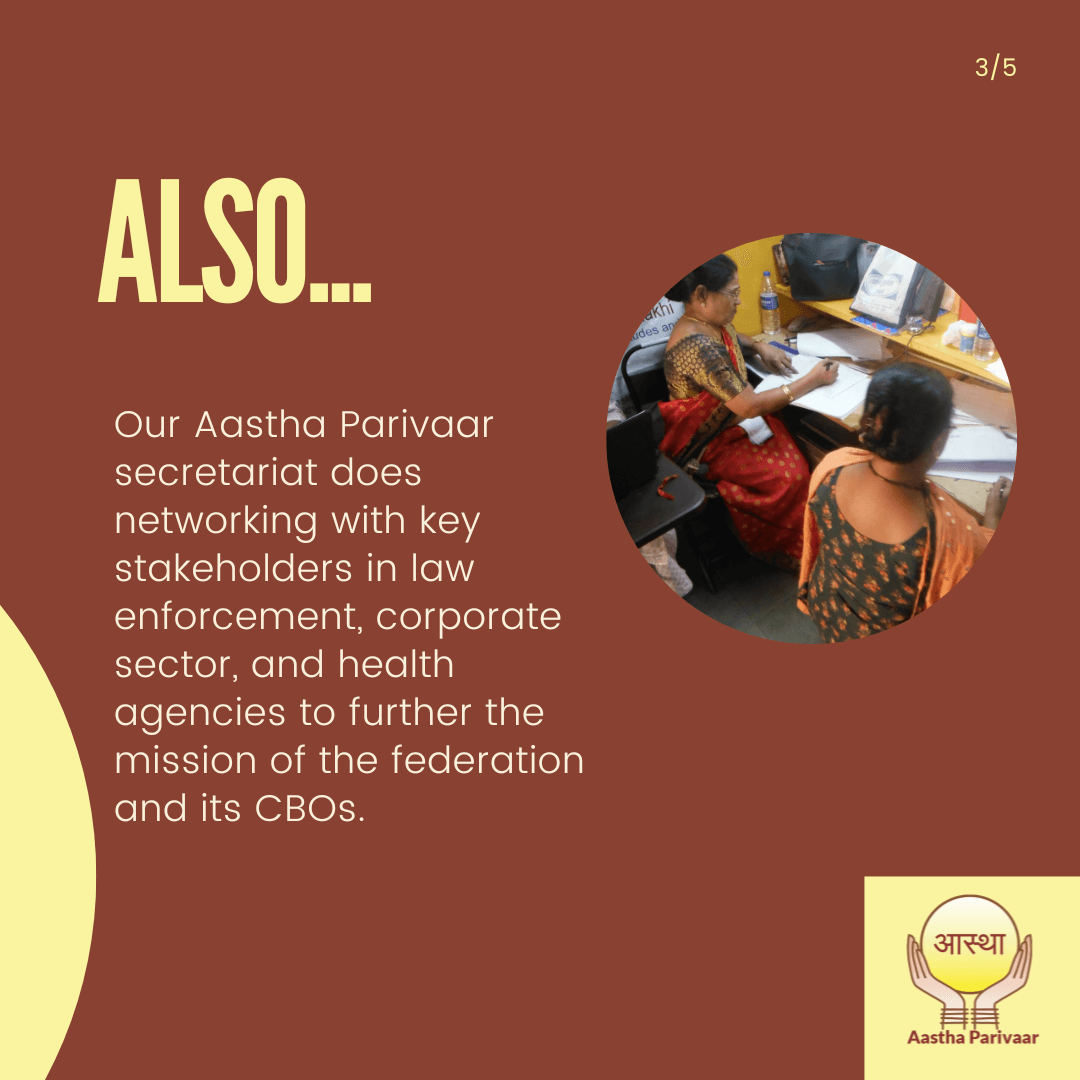 3/5
ALSO...
Our Aastha Parivaar
secretariat does
networking with key
stakeholders in law
enforcement, corporate
sector, and health
agencies to further the
mission of the federation
and its CBOs.
आस्था
Aastha Parivaar